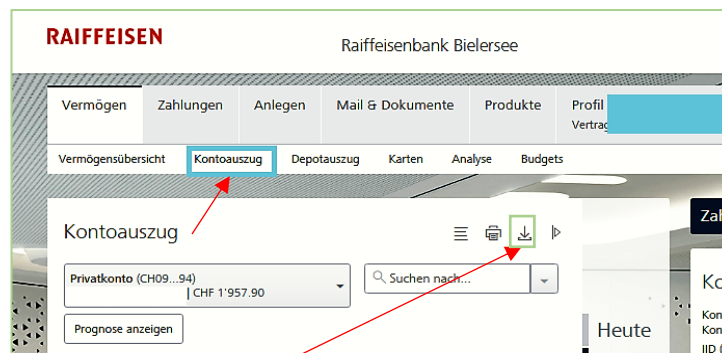 RAIFFEISEN
Raiffeisenbank Bielersee
Vermögen Zahlungen Anlegen Mail & Dokumente Produkte Profil
Vertrag
Vermögensübersicht Kontoauszug Depotauszug Karten Analyse Budgets
Kontoauszug
Privatkonto (CH09...94)
| CHF 1'957.90
Suchen nach...
Prognose anzeigen
Heute
Zah
Ko
Kon
Kon
IID (